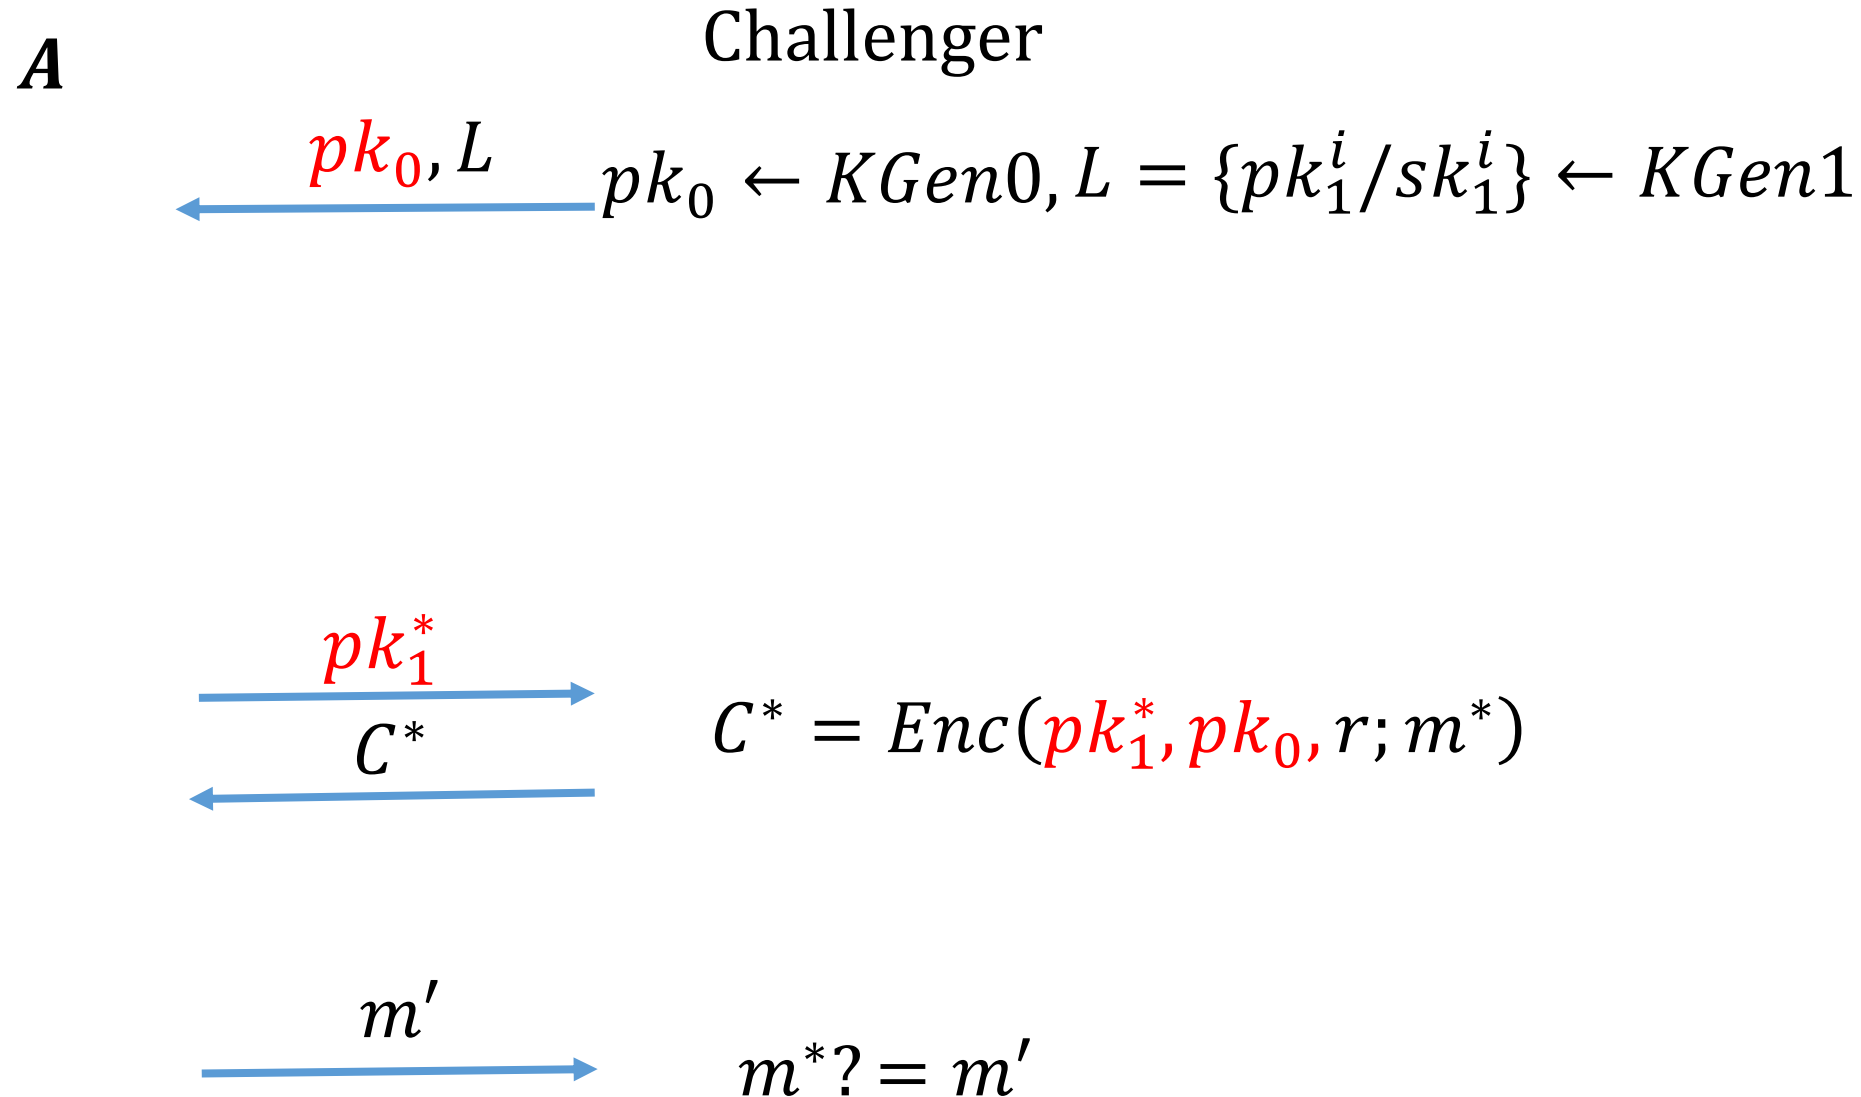 Challenger
A
pk₀, L
pk₀ ← KGen0, L = {pk₁ⁱ/sk₁ⁱ} ← KGen1
pk₁*
C*
C* = Enc(pk₁*, pk₀, r; m*)
m′
m*? = m′